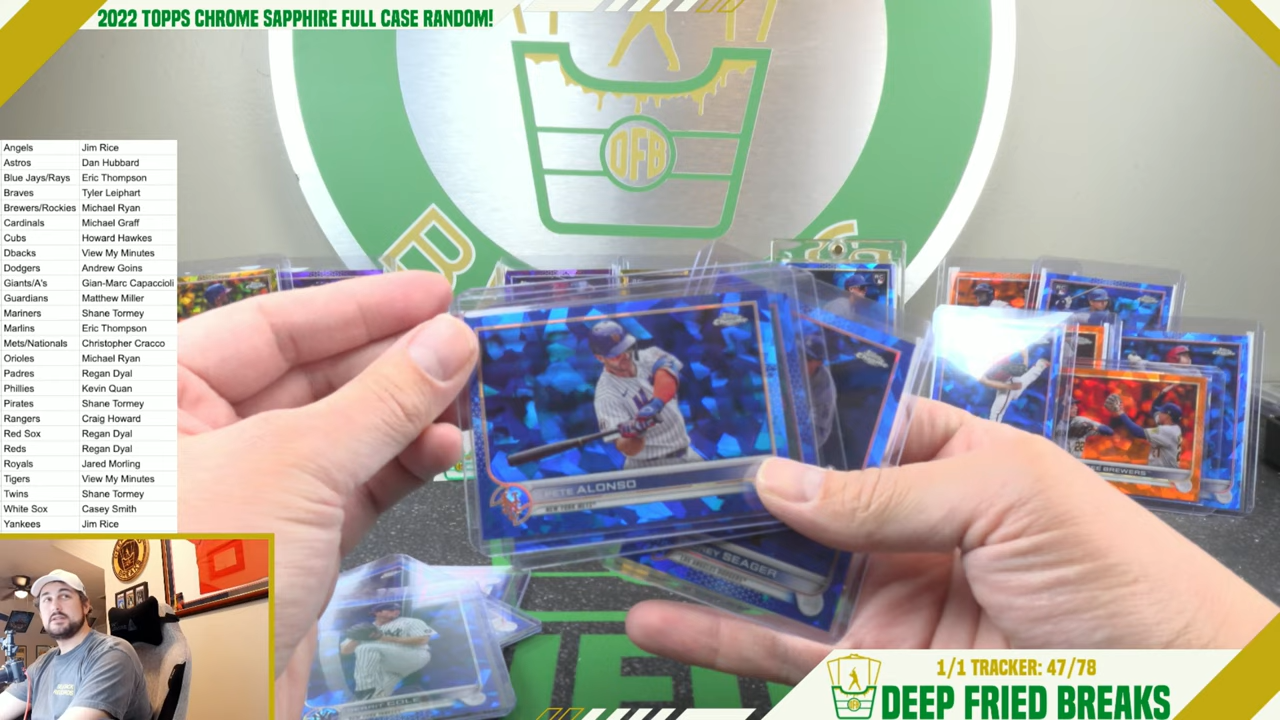 2022 TOPPS CHROME SAPPHIRE FULL CASE RANDOM!
DFB
Angels Jim Rice
Astros Dan Hubbard
Blue Jays/Rays Eric Thompson
Braves Tyler Leiphart
Brewers/Rockies Michael Ryan
Cardinals Michael Graff
Cubs Howard Hawkes
Dbacks View My Minutes
Dodgers Andrew Goins
Giants/A's Gian-Marc Capaccioli
Guardians Matthew Miller
Mariners Shane Tormey
Marlins Eric Thompson
Mets/Nationals Christopher Cracco
Orioles Michael Ryan
Padres Regan Dyal
Phillies Kevin Quan
Pirates Shane Tormey
Rangers Craig Howard
Red Sox Regan Dyal
Reds Regan Dyal
Royals Jared Morling
Tigers View My Minutes
Twins Shane Tormey
White Sox Casey Smith
Yankees Jim Rice
PETE ALONSO
NEW YORK METS
EY SEAGER
BREWERS
COLE
1/1 TRACKER: 47/78
DEEP FRIED BREAKS